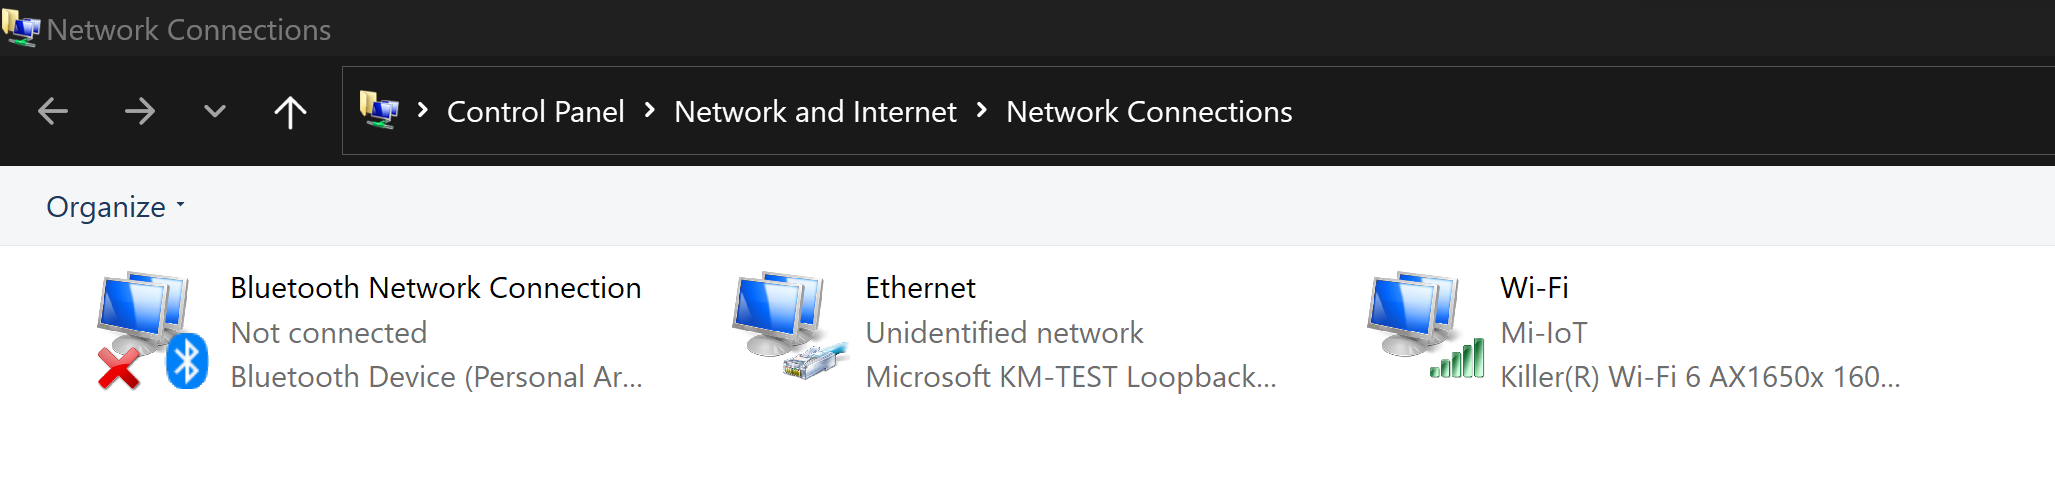 Network Connections
Control Panel > Network and Internet > Network Connections
Organize
Bluetooth Network Connection
Not connected
Bluetooth Device (Personal Ar...
Ethernet
Unidentified network
Microsoft KM-TEST Loopback...
Wi-Fi
Mi-IoT
Killer(R) Wi-Fi 6 AX1650x 160...